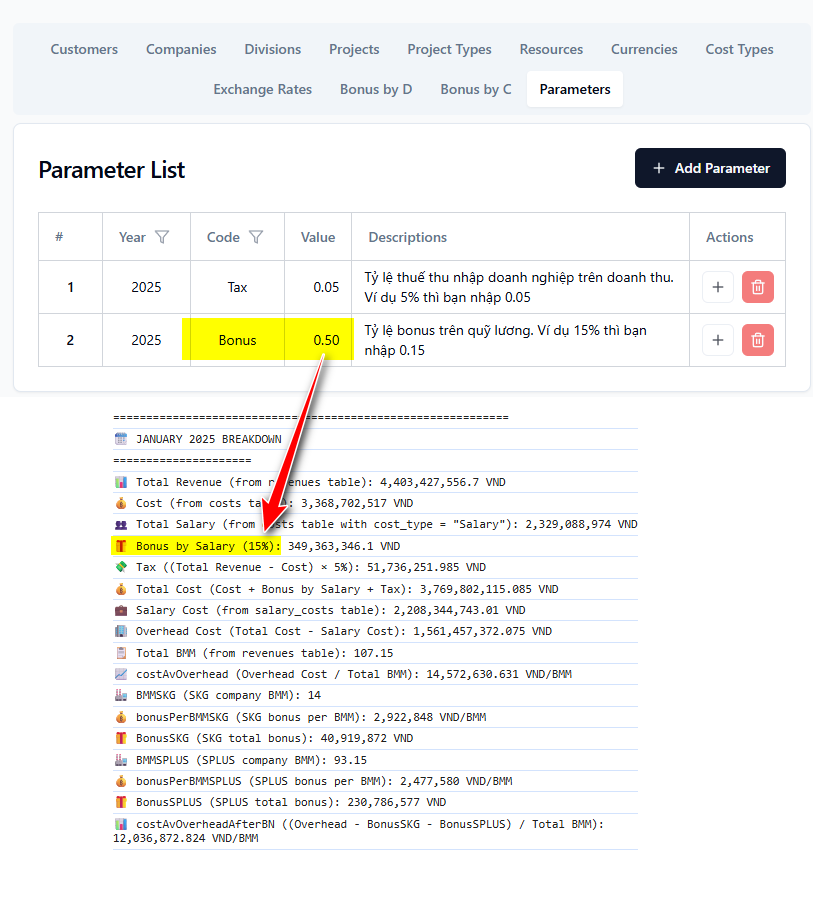 Customers Companies Divisions Projects Project Types Resources Currencies Cost Types
Exchange Rates Bonus by D Bonus by C Parameters
Parameter List
+ Add Parameter
# Year Code Value Descriptions Actions
1 2025 Tax 0.05 Tỷ lệ thuế thu nhập doanh nghiệp trên doanh thu.
Ví dụ 5% thì bạn nhập 0.05
2 2025 Bonus 0.50 Tỷ lệ bonus trên quỹ lương. Ví dụ 15% thì bạn
nhập 0.15
============================================================
JANUARY 2025 BREAKDOWN
=====================
Total Revenue (from revenues table): 4,403,427,556.7 VND
Cost (from costs : 3,368,702,517 VND
Total Salary (from costs table with cost_type = "Salary"): 2,329,088,974 VND
Bonus by Salary (15%): 349,363,346.1 VND
Tax ((Total Revenue - Cost) × 5%): 51,736,251.985 VND
Total Cost (Cost + Bonus by Salary + Tax): 3,769,802,115.085 VND
Salary Cost (from salary_costs table): 2,208,344,743.01 VND
Overhead Cost (Total Cost - Salary Cost): 1,561,457,372.075 VND
Total BMM (from revenues table): 107.15
costAvOverhead (Overhead Cost / Total BMM): 14,572,630.631 VND/BMM
BMMSKG (SKG company BMM): 14
bonusPerBMMSKG (SKG bonus per BMM): 2,922,848 VND/BMM
BonusSKG (SKG total bonus): 40,919,872 VND
BMMSPLUS (SPLUS company BMM): 93.15
bonusPerBMMSPLUS (SPLUS bonus per BMM): 2,477,580 VND/BMM
BonusSPLUS (SPLUS total bonus): 230,786,577 VND
costAvOverheadAfterBN ((Overhead - BonusSKG - BonusSPLUS) / Total BMM):
12,036,872.824 VND/BMM